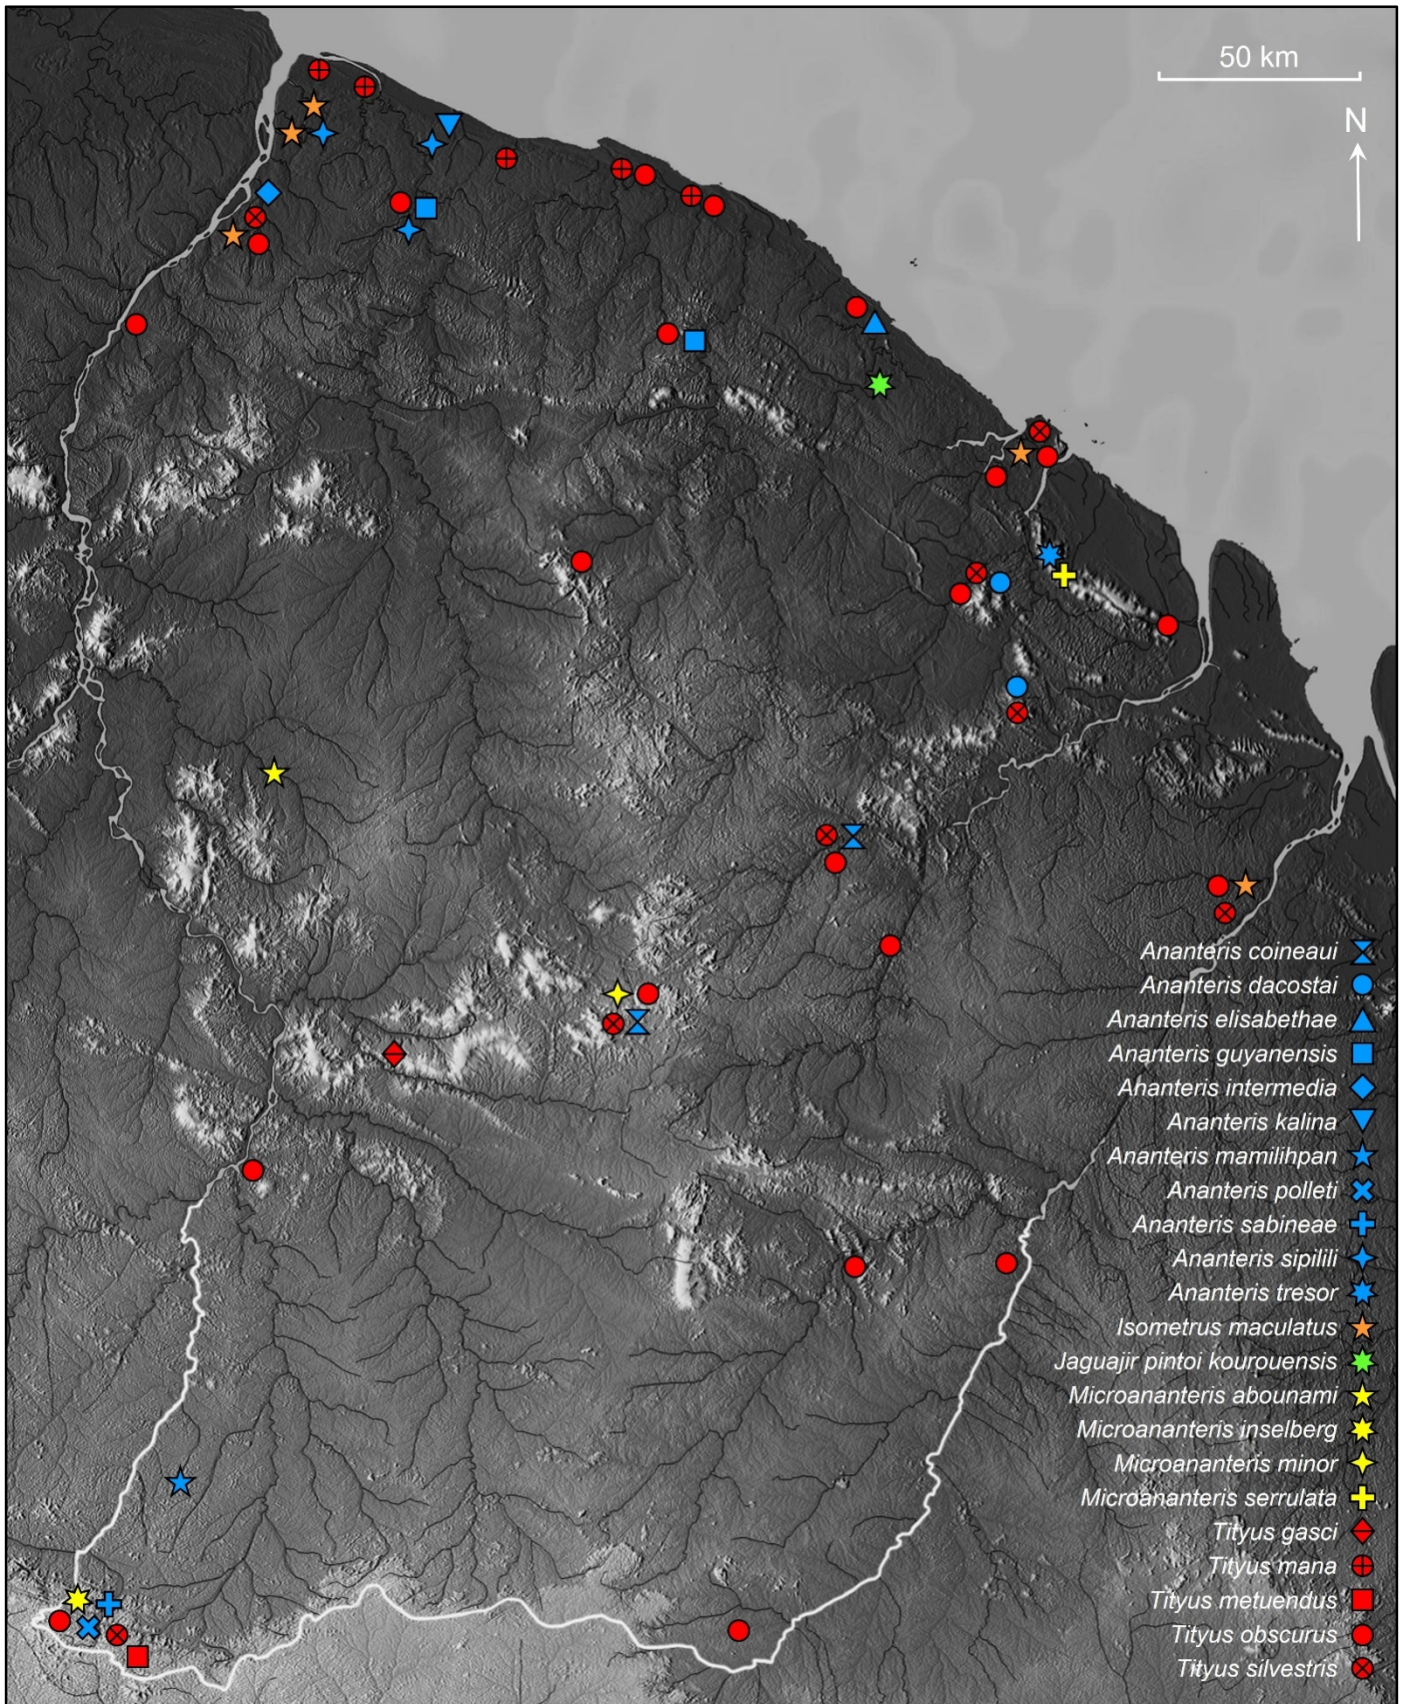 50 km
N
Ananteris coineaui
Ananteris dacostai
Ananteris elisabethae
Ananteris guyanensis
Ahanteris intermedia
Ananteris kalina
Ananteris mamilihpan
Ananteris polleti
Ananteris sabineae
Ananteris sipilili
Ananteris tresor
Isometrus maculatus
Jaguajir pintoi kourouensis
Microananteris abounami
Microananteris inselberg
Microananteris minor
Microananteris serrulata
Tityus gasci
Tityus mana
Tityus metuendus
Tityus obscurus
Tityus silvestris